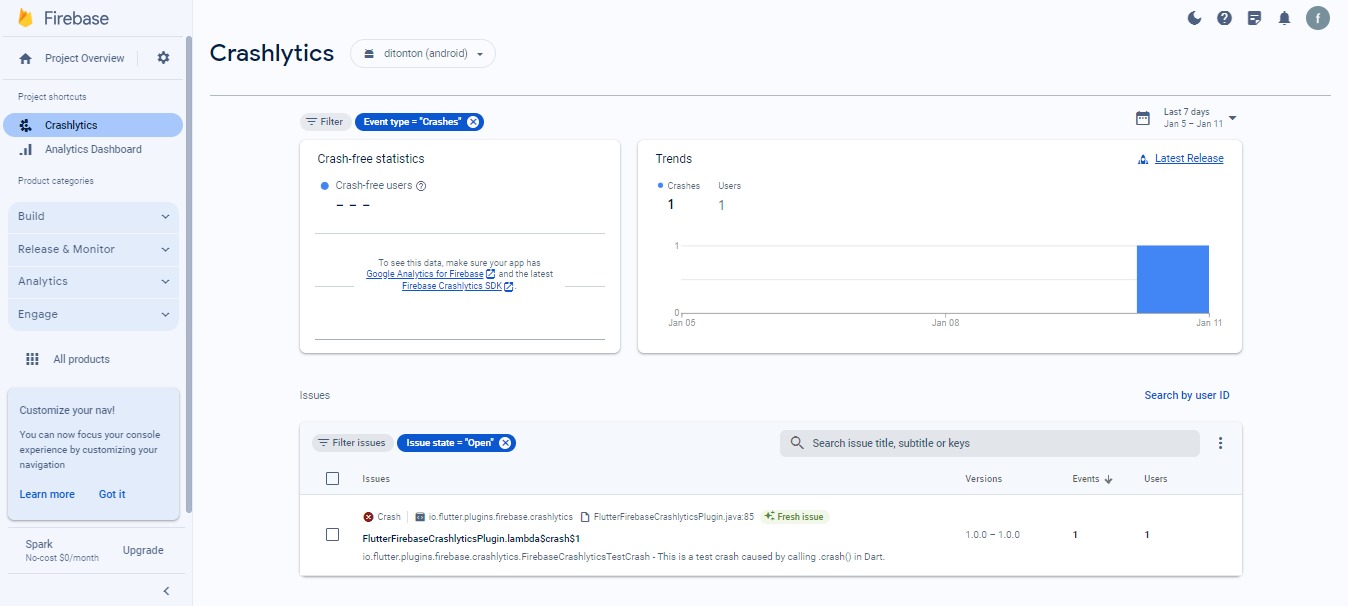 Firebase
f
Project Overview
Crashlytics
ditonton (android)
Project shortcuts
Crashlytics
Analytics Dashboard
Product categories
Build
Release & Monitor
Analytics
Engage
All products
Customize your nav!
You can now focus your console
experience by customizing your
navigation
Learn more Got it
Spark
No-cost $0/month
Upgrade
Filter
Event type = "Crashes"
Last 7 days
Jan 5 – Jan 11
Crash-free statistics
Crash-free users
– – –
To see this data, make sure your app has
Google Analytics for Firebase and the latest
Firebase Crashlytics SDK .
Trends
Latest Release
Crashes Users
1 1
1
0
Jan 05 Jan 08 Jan 11
Issues
Search by user ID
Filter issues Issue state = "Open"
Search issue title, subtitle or keys
Issues Versions Events Users
Crash io.flutter.plugins.firebase.crashlytics FlutterFirebaseCrashlyticsPlugin.java:85 Fresh issue
FlutterFirebaseCrashlyticsPlugin.lambda$crash$1
io.flutter.plugins.firebase.crashlytics.FirebaseCrashlyticsTestCrash - This is a test crash caused by calling .crash() in Dart.
1.0.0 – 1.0.0 1 1